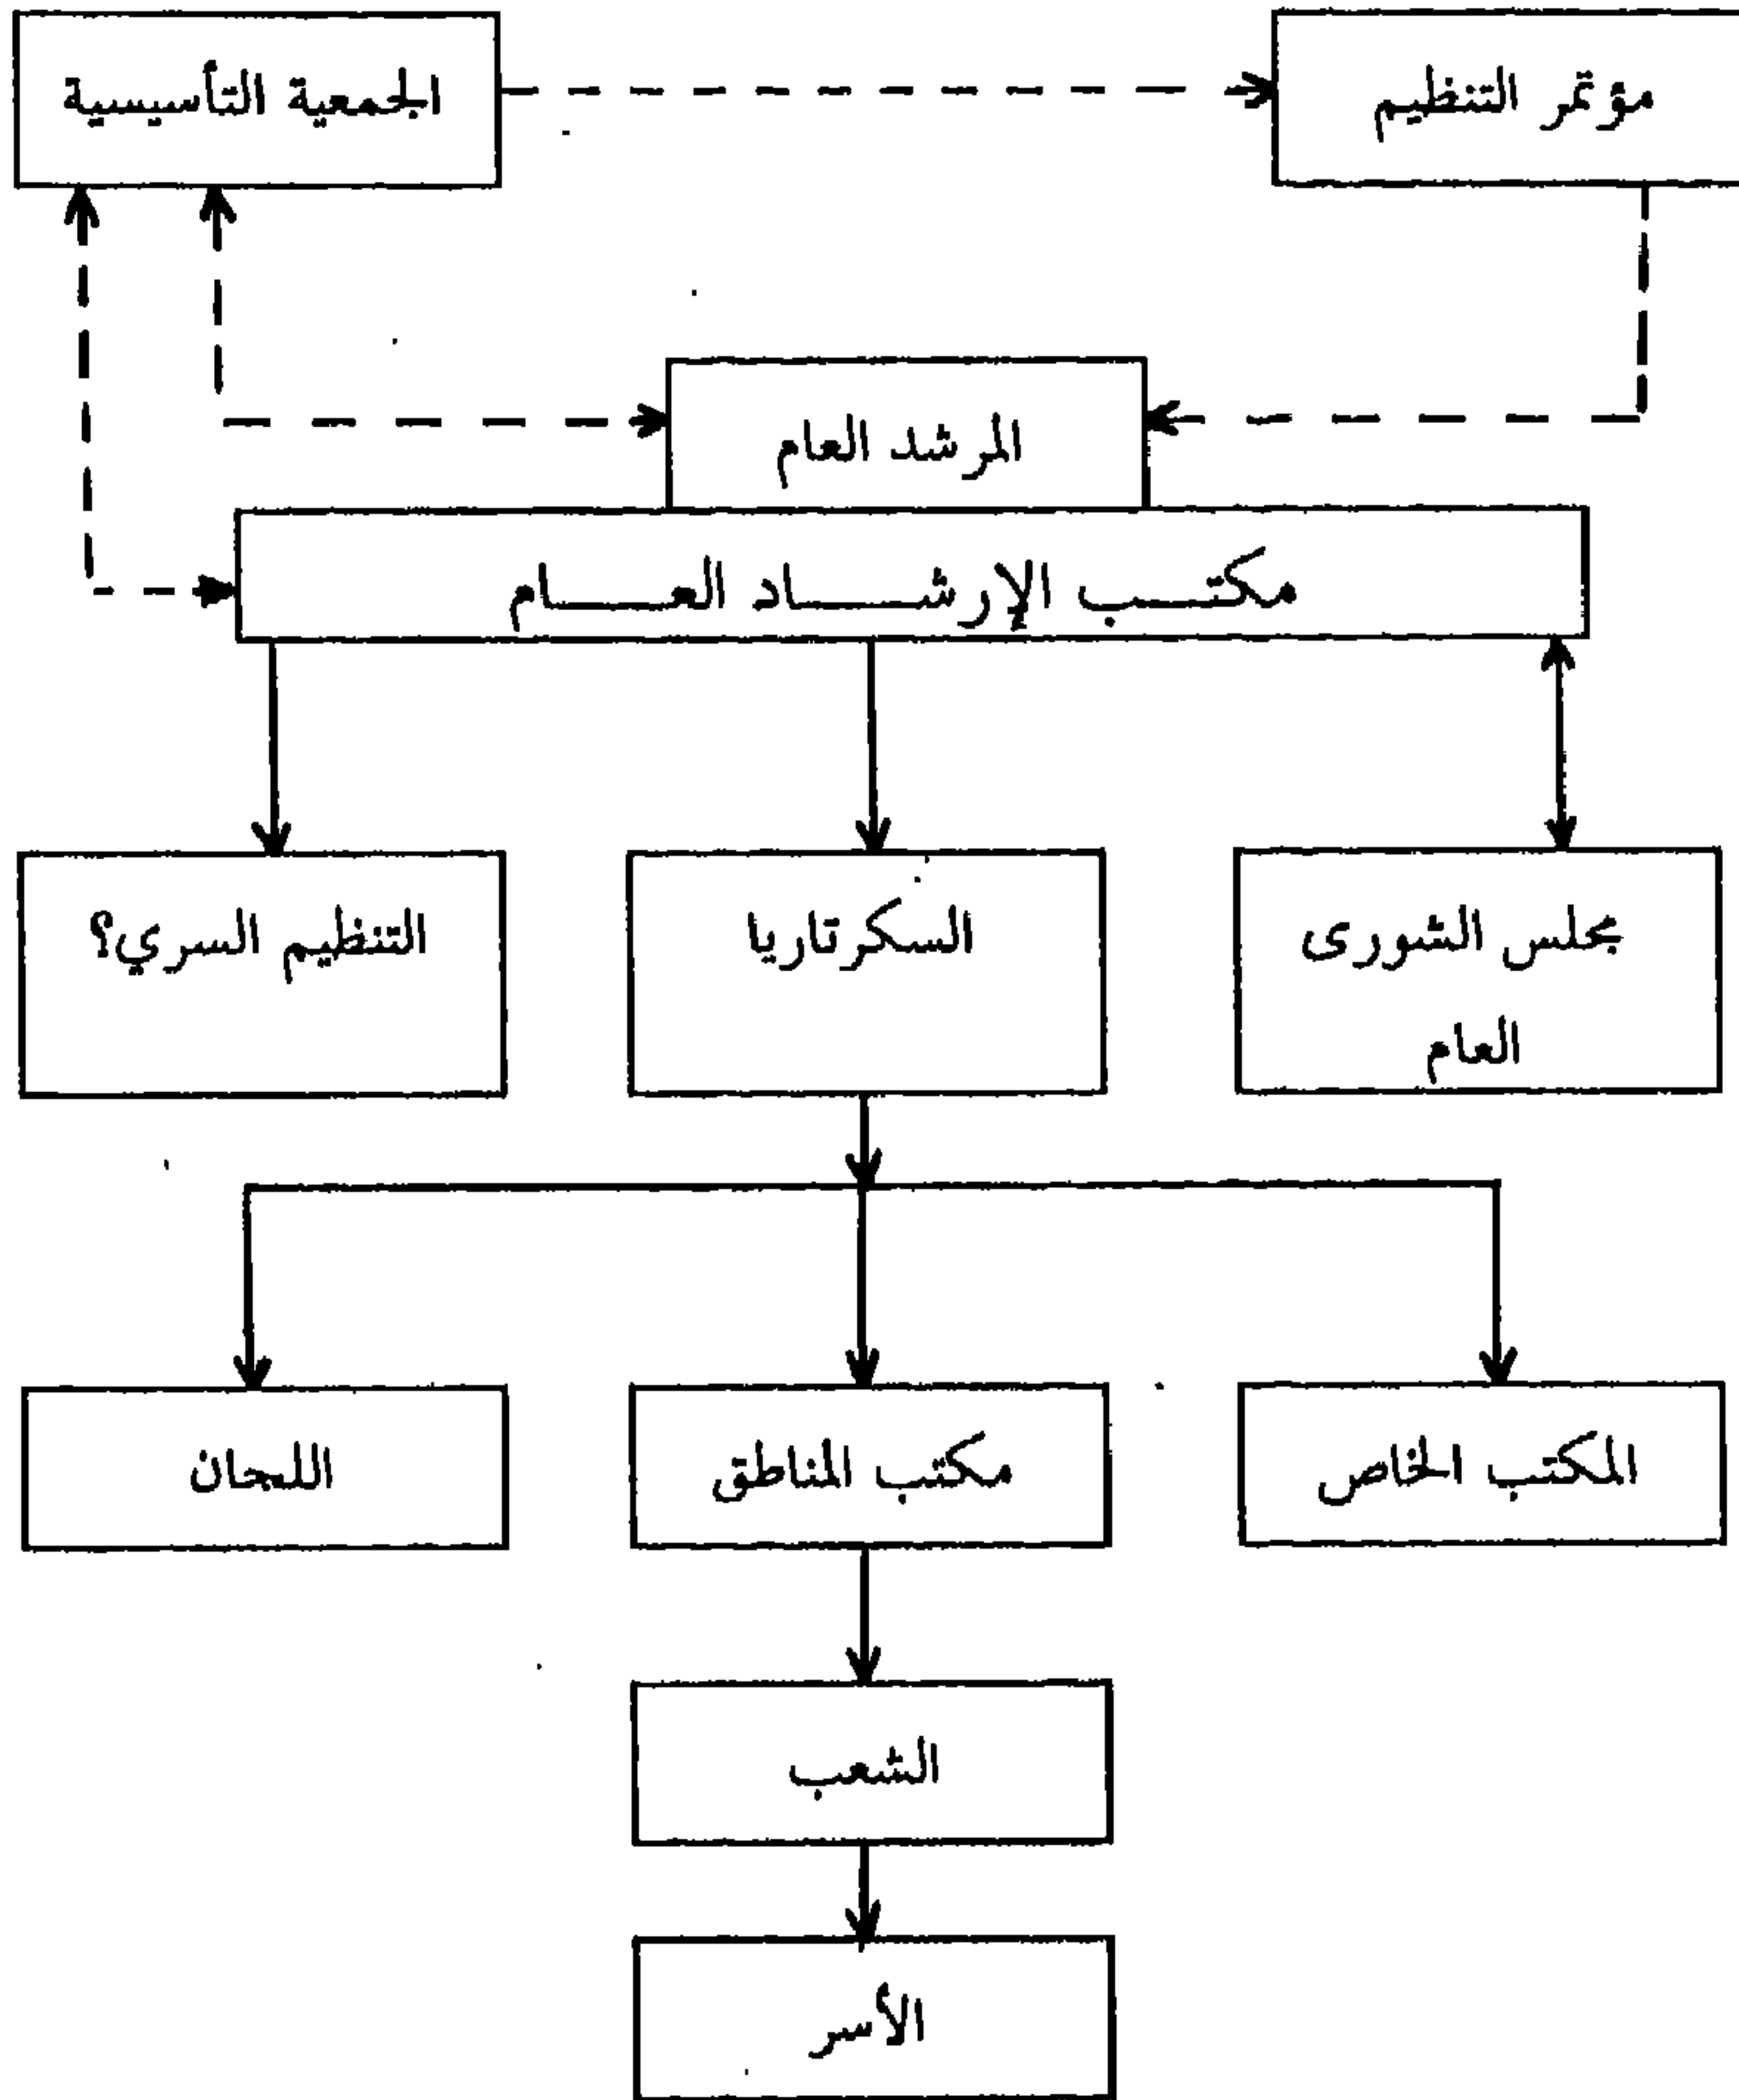 مؤتمر التنظيم
الجمعية التأسيسية
المرشد العام
مكتب الإرشاد العام
مجلس الشورى
العام
السكرتاريا
التنظيم السري؟
المكتب الخاص
مكتب المناطق
اللجان
الشعب
الأسر